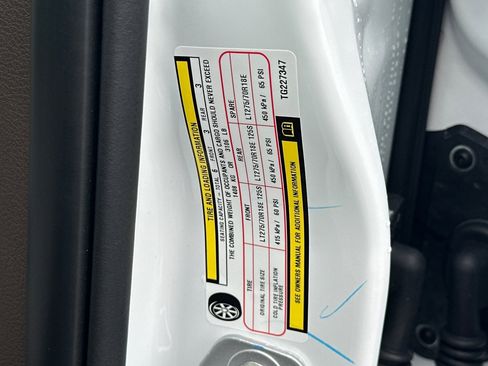 TIRE AND LOADING INFORMATION
SEATING CAPACITY - TOTAL 6 FRONT 3 REAR 3
THE COMBINED WEIGHT OF OCCUPANTS AND CARGO SHOULD NEVER EXCEED
1408 KG OR 3106 LB
TIRE FRONT REAR SPARE
ORIGINAL TIRE SIZE LT275/70R18E 125S LT275/70R18E 125S LT275/70R18E
COLD TIRE INFLATION PRESSURE 415 kPa / 60 PSI 450 kPa / 65 PSI 450 kPa / 65 PSI
SEE OWNERS MANUAL FOR ADDITIONAL INFORMATION
TG227347